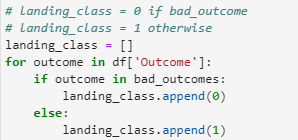 # landing_class = 0 if bad_outcome
# landing_class = 1 otherwise
landing_class = []
for outcome in df['Outcome']:
    if outcome in bad_outcomes:
        landing_class.append(0)
    else:
        landing_class.append(1)